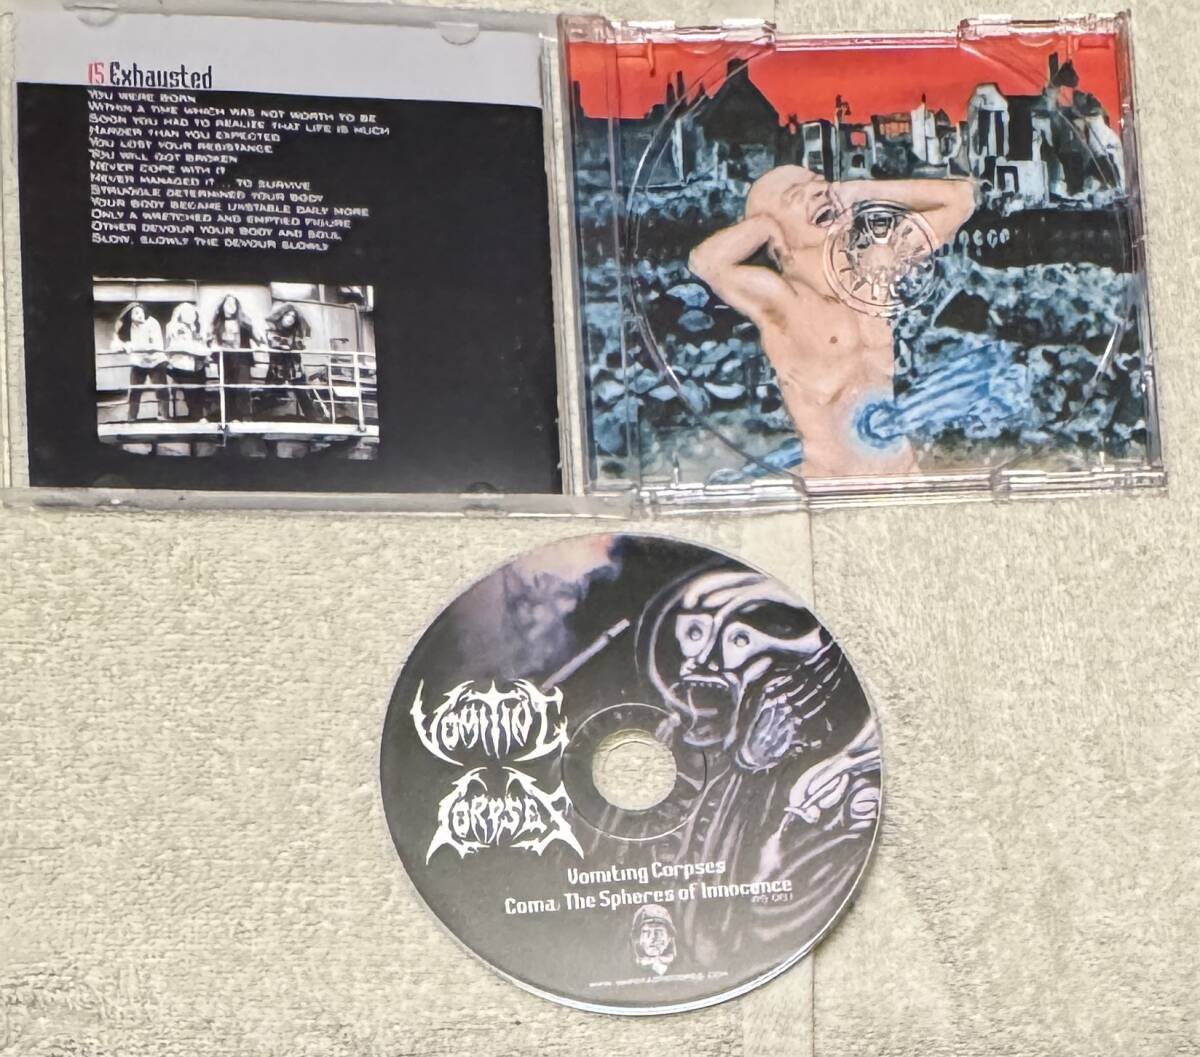 15 Exhausted
YOU WERE BORN
WITHIN A TIME WHICH WAS NOT WORTH TO BE
SOON YOU HAD TO REALIZE THAT LIFE IS MUCH
HARDER THAN YOU EXPECTED
YOU LOST YOUR RESISTANCE
YOU WILL GOT BROKEN
NEVER COPE WITH IT
NEVER MANAGED IT... TO SURVIVE
STRUGGLE DETERMINED YOUR BODY
YOUR BODY BECAME UNSTABLE DAILY MORE
ONLY A WRETCHED AND EMPTIED FIGURE
OTHER DEVOUR YOUR BODY AND SOUL
SLOW, SLOWLY THE DEVOUR SLOWLY
VOMITING
CORPSES
Vomiting Corpses
Coma: The Spheres of Innocence